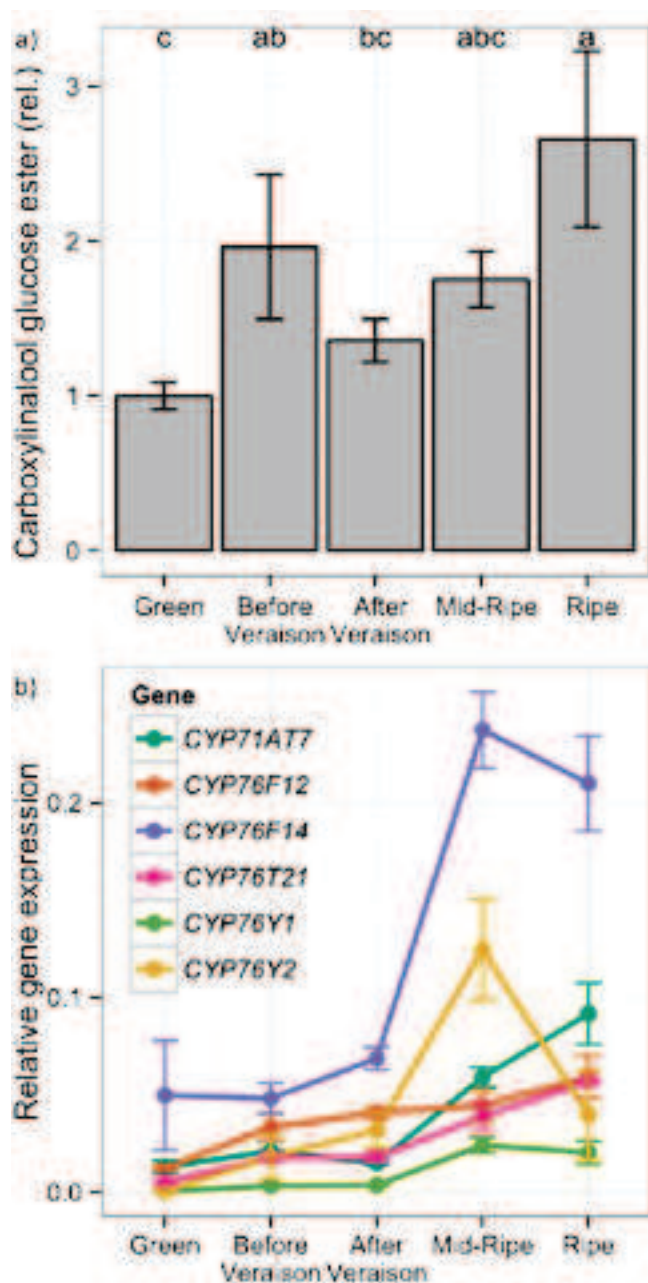 a)
c ab bc abc a
Carboxylinalool glucose ester (rel.)
3
2
1
0
Green Before After Mid-Ripe Ripe
Veraison Veraison
b)
Gene
CYP71AT7
CYP76F12
CYP76F14
CYP76T21
CYP76Y1
CYP76Y2
Relative gene expression
0.2
0.1
0.0
Green Before After Mid-Ripe Ripe
Veraison Veraison